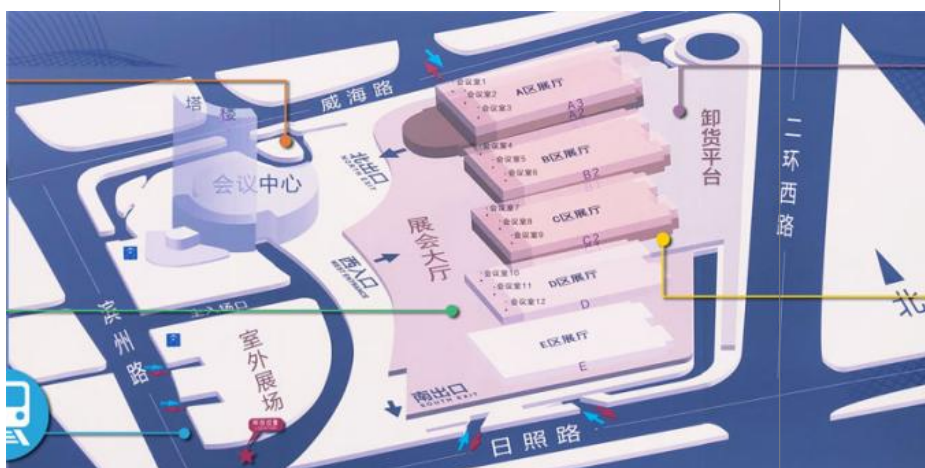 威海路
塔楼
会议中心
北出口
NORTH EXIT
会议室1
会议室2
会议室3
A区展厅
A3
A2
会议室4
会议室5
会议室6
B区展厅
B2
会议室7
会议室8
会议室9
C区展厅
C2
会议室10
会议室11
会议室12
D区展厅
D
E区展厅
E
卸货平台
二环西路
北
展会大厅
西入口
WEST ENTRANCE
滨州路
室外展场
南出口
SOUTH EXIT
日照路